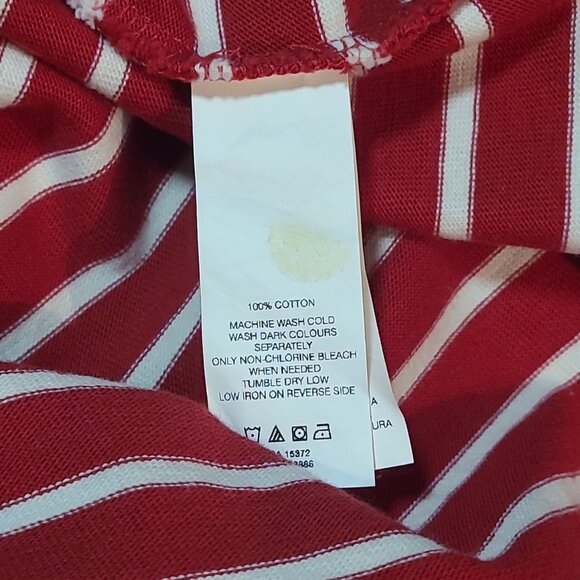 100% COTTON
MACHINE WASH COLD
WASH DARK COLOURS
SEPARATELY
ONLY NON-CHLORINE BLEACH
WHEN NEEDED
TUMBLE DRY LOW
LOW IRON ON REVERSE SIDE
15372